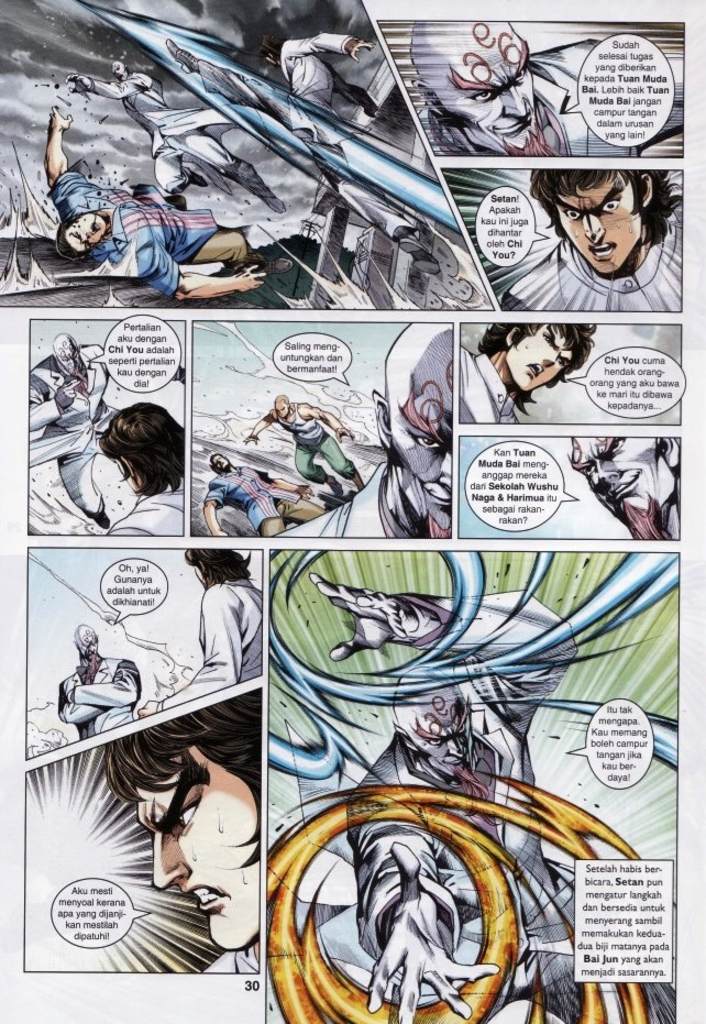 Sudah
selesai tugas
yang diberikan
kepada Tuan Muda
Bai. Lebih baik Tuan
Muda Bai jangan
campur tangan
dalam urusan
yang lain!
Setan!
Apakah
kau ini juga
dihantar
oleh Chi
You?
Pertalian
aku dengan
Chi You adalah
seperti pertalian
kau dengan
dia!
Saling meng-
untungkan dan
bermanfaat!
Chi You cuma
hendak orang-
orang yang aku bawa
ke mari itu dibawa
kepadanya...
Kan Tuan
Muda Bai meng-
anggap mereka
dari Sekolah Wushu
Naga & Harimua itu
sebagai rakan-
rakan?
Oh, ya!
Gunanya
adalah untuk
dikhianati!
Itu tak
mengapa.
Kau memang
boleh campur
tangan jika
kau ber-
daya!
Aku mesti
menyoal kerana
apa yang dijanji-
kan mestilah
dipatuhi!
Setelah habis ber-
bicara, Setan pun
mengatur langkah
dan bersedia untuk
menyerang sambil
memakukan kedua-
dua biji matanya pada
Bai Jun yang akan
menjadi sasarannya.
30